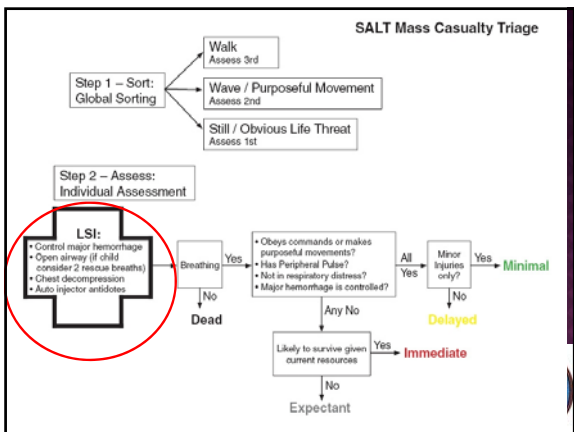 SALT Mass Casualty Triage
Step 1 – Sort:
Global Sorting
Walk
Assess 3rd
Wave / Purposeful Movement
Assess 2nd
Still / Obvious Life Threat
Assess 1st
Step 2 – Assess:
Individual Assessment
LSI:
• Control major hemorrhage
• Open airway (if child
consider 2 rescue breaths)
• Chest decompression
• Auto injector antidotes
Breathing
Yes
No
Dead
• Obeys commands or makes
purposeful movements?
• Has Peripheral Pulse?
• Not in respiratory distress?
• Major hemorrhage is controlled?
All
Yes
Minor
Injuries
only?
Yes
Minimal
No
Delayed
Any No
Likely to survive given
current resources
Yes
Immediate
No
Expectant